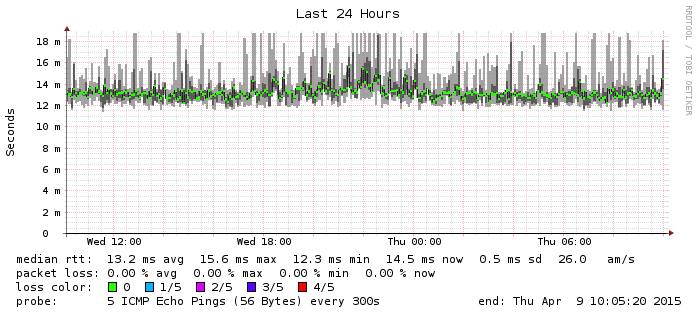 Last 24 Hours
RRDTOOL / TOBI OETIKER
Seconds
18 m
16 m
14 m
12 m
10 m
8 m
6 m
4 m
2 m
0
Wed 12:00 Wed 18:00 Thu 00:00 Thu 06:00
median rtt: 13.2 ms avg 15.6 ms max 12.3 ms min 14.5 ms now 0.5 ms sd 26.0 am/s
packet loss: 0.00 % avg 0.00 % max 0.00 % min 0.00 % now
loss color: 0 1/5 2/5 3/5 4/5
probe: 5 ICMP Echo Pings (56 Bytes) every 300s end: Thu Apr 9 10:05:20 2015